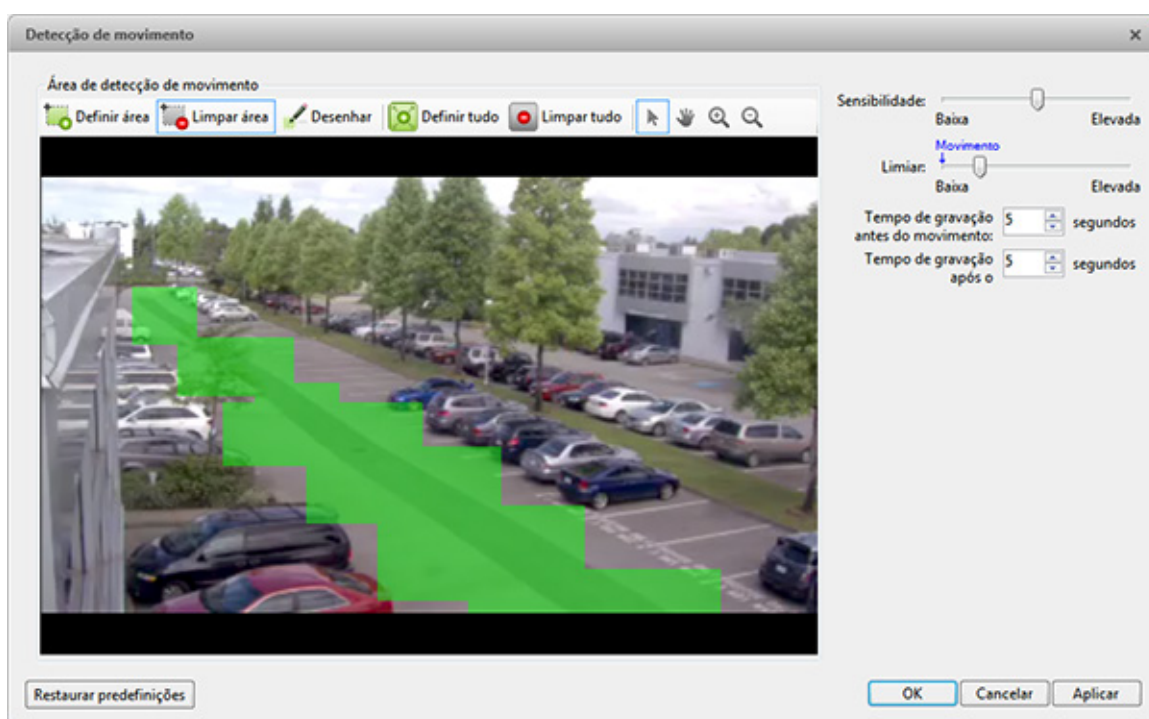 Detecção de movimento
Área de detecção de movimento
Definir área
Limpar área
Desenhar
Definir tudo
Limpar tudo
Sensibilidade:
Baixa
Elevada
Movimento
Limiar:
Baixa
Elevada
Tempo de gravação
antes do movimento:
5
segundos
Tempo de gravação
após o
5
segundos
Restaurar predefinições
OK
Cancelar
Aplicar